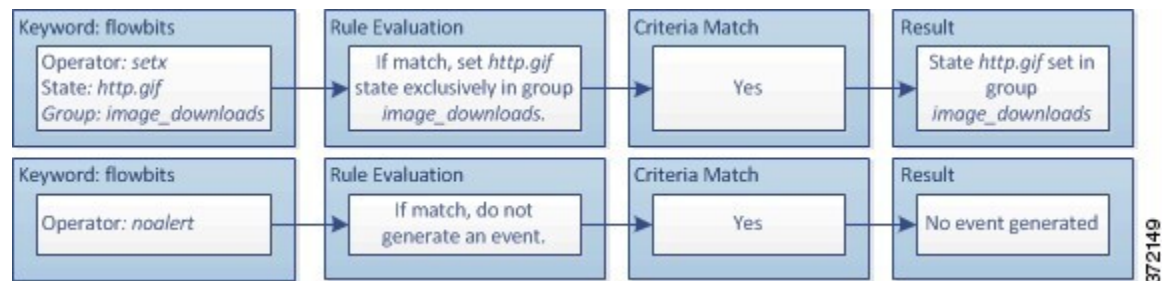 Keyword: flowbits
Operator: setx
State: http.gif
Group: image_downloads
Rule Evaluation
If match, set http.gif
state exclusively in group
image_downloads.
Criteria Match
Yes
Result
State http.gif set in
group
image_downloads
Keyword: flowbits
Operator: noalert
Rule Evaluation
If match, do not
generate an event.
Criteria Match
Yes
Result
No event generated
372149